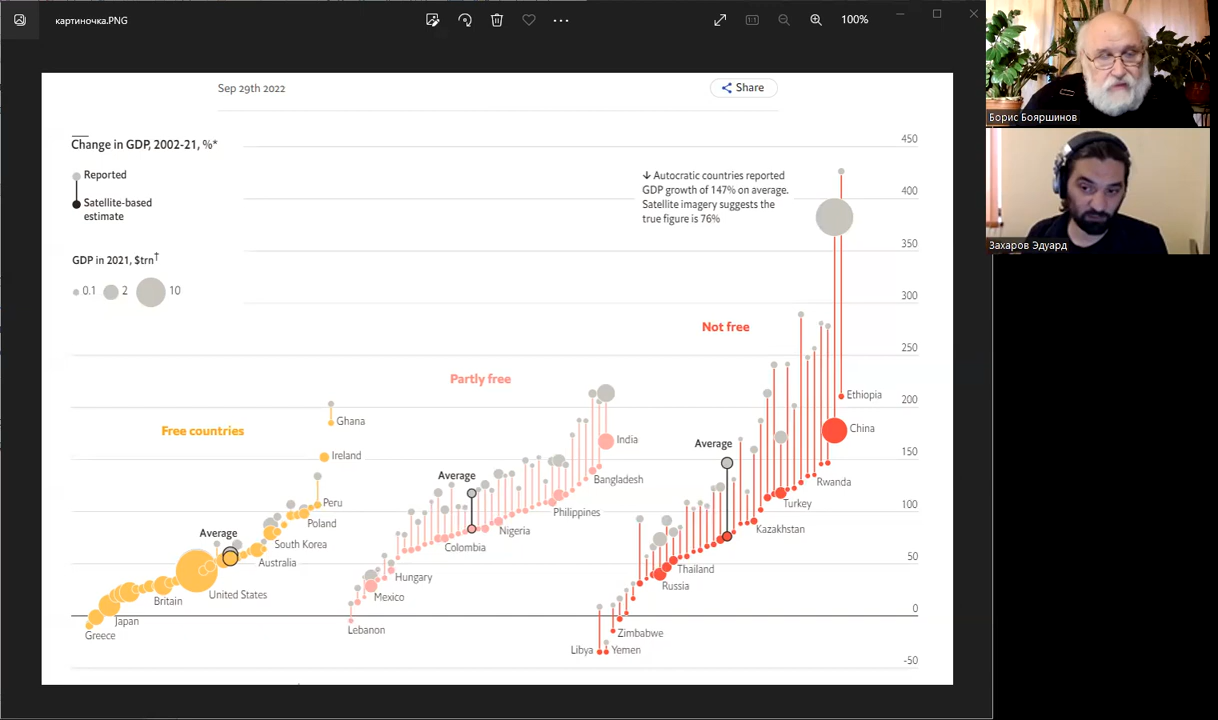 картиночка.PNG
100%
Борис Бояршинов
Захаров Эдуард
Sep 29th 2022
Share
Change in GDP, 2002-21, %*
Reported
Satellite-based
estimate
GDP in 2021, $trn†
0.1
2
10
↓ Autocratic countries reported
GDP growth of 147% on average.
Satellite imagery suggests the
true figure is 76%
450
400
350
300
250
200
150
100
50
0
-50
Free countries
Ghana
Ireland
Peru
Poland
Average
South Korea
Australia
United States
Britain
Japan
Greece
Partly free
India
Average
Bangladesh
Philippines
Nigeria
Colombia
Hungary
Mexico
Lebanon
Not free
Ethiopia
China
Average
Rwanda
Turkey
Kazakhstan
Thailand
Russia
Zimbabwe
Libya
Yemen